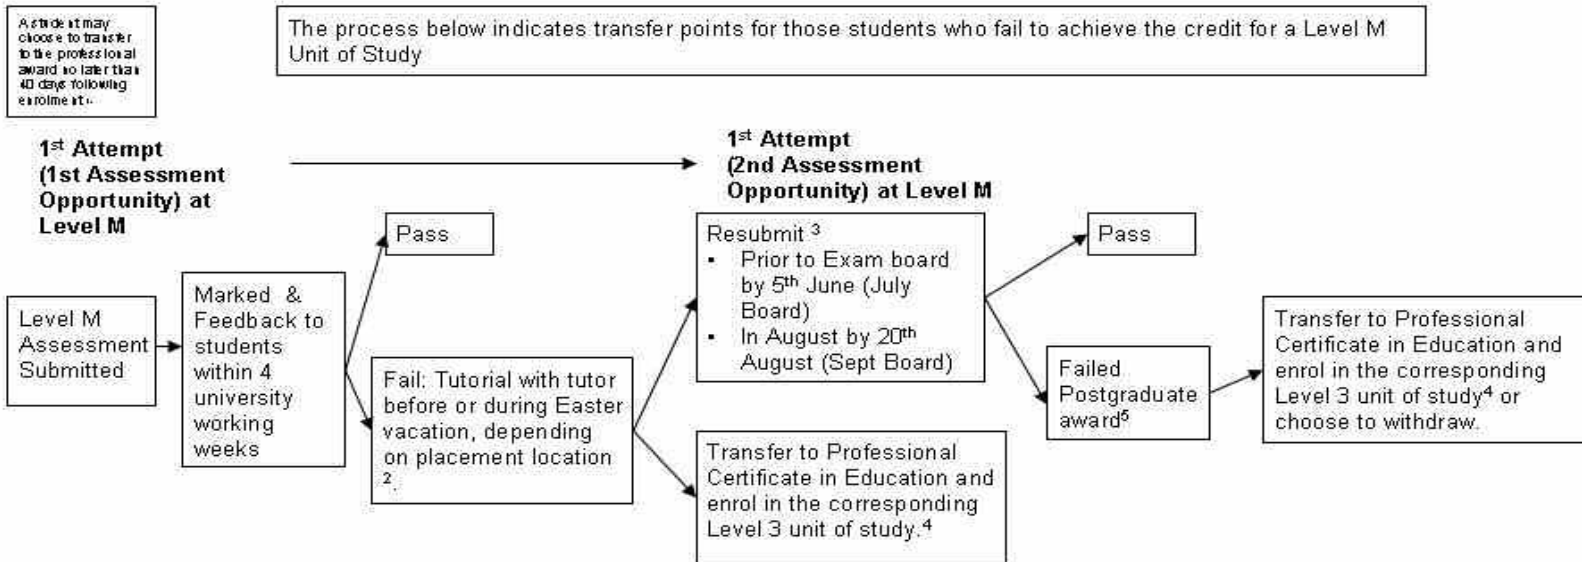 A student may
choose to transfer
to the professional
award no later than
40 days following
enrolment
The process below indicates transfer points for those students who fail to achieve the credit for a Level M
Unit of Study
1st Attempt
(1st Assessment
Opportunity) at
Level M
1st Attempt
(2nd Assessment
Opportunity) at Level M
Level M
Assessment
Submitted
Marked & 
Feedback to
students
within 4
university
working
weeks
Pass
Fail: Tutorial with tutor
before or during Easter
vacation, depending
on placement location
2.
Resubmit 3
▪ Prior to Exam board
by 5th June (July
Board)
▪ In August by 20th
August (Sept Board)
Transfer to Professional
Certificate in Education and
enrol in the corresponding
Level 3 unit of study.4
Pass
Failed
Postgraduate
award5
Transfer to Professional
Certificate in Education and
enrol in the corresponding
Level 3 unit of study4 or
choose to withdraw.